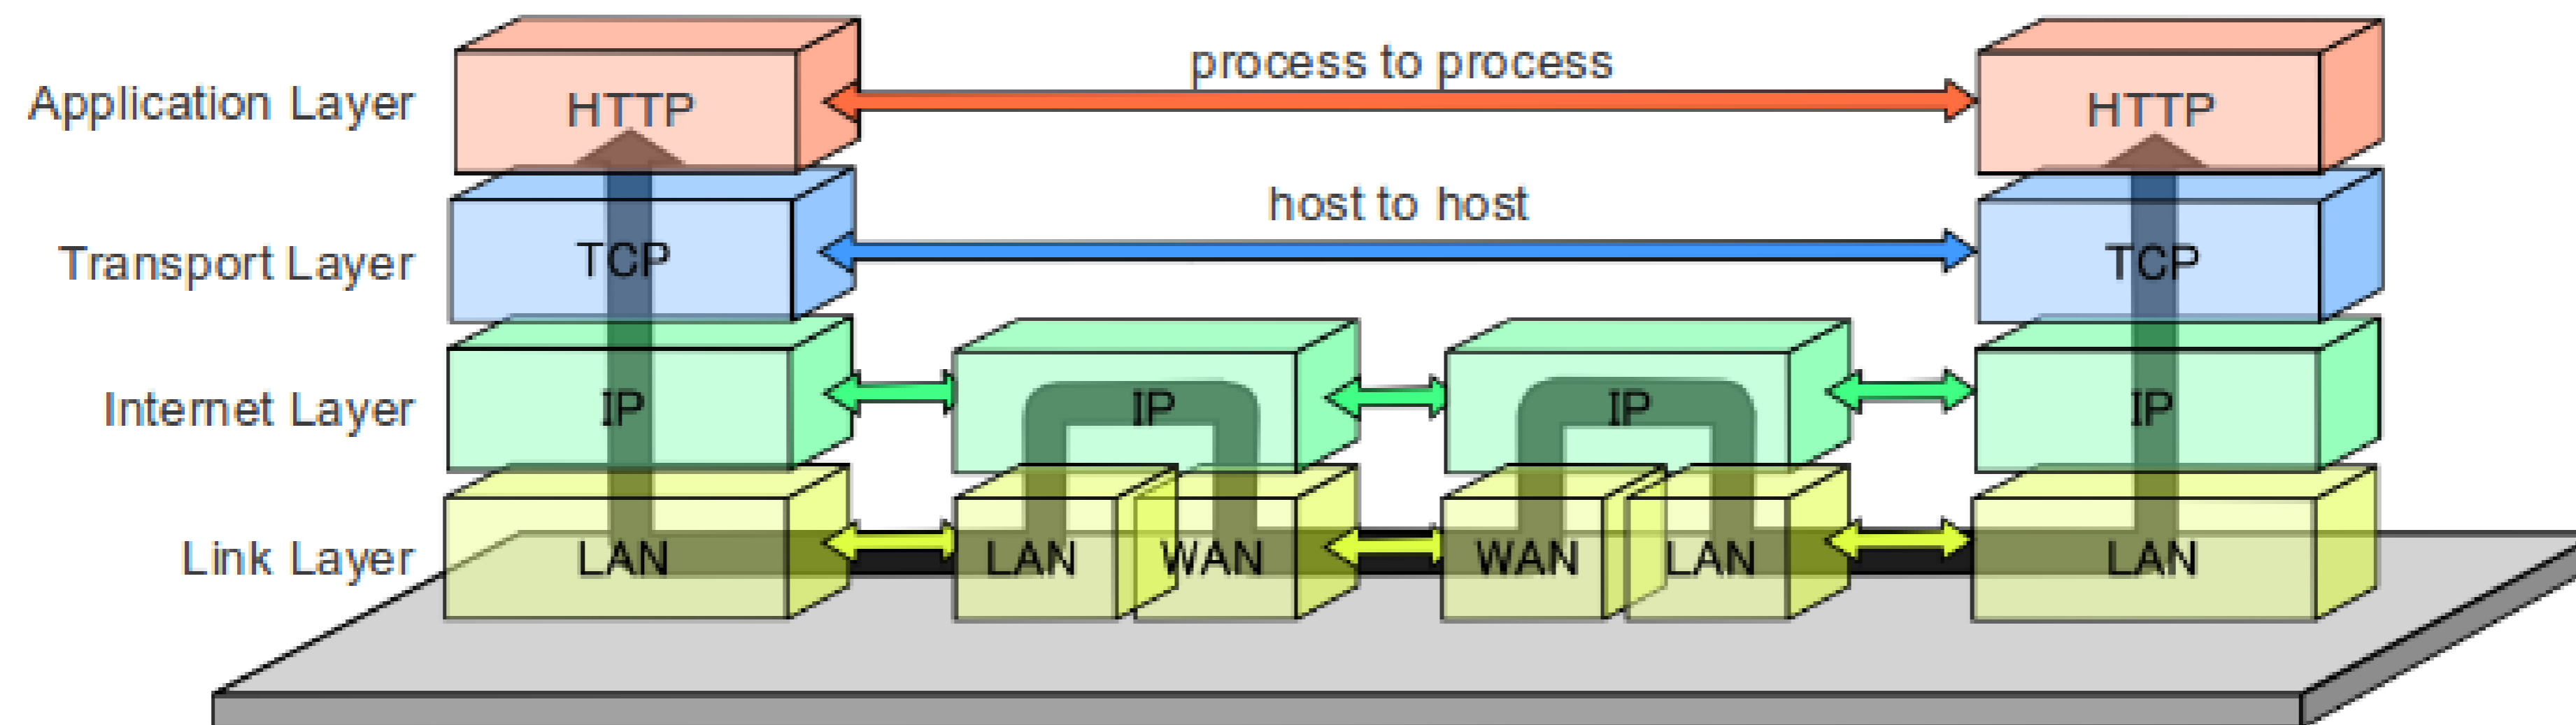 process to process
Application Layer HTTP HTTP
host to host
Transport Layer TCP TCP
Internet Layer IP IP IP IP
Link Layer LAN LAN WAN WAN LAN LAN